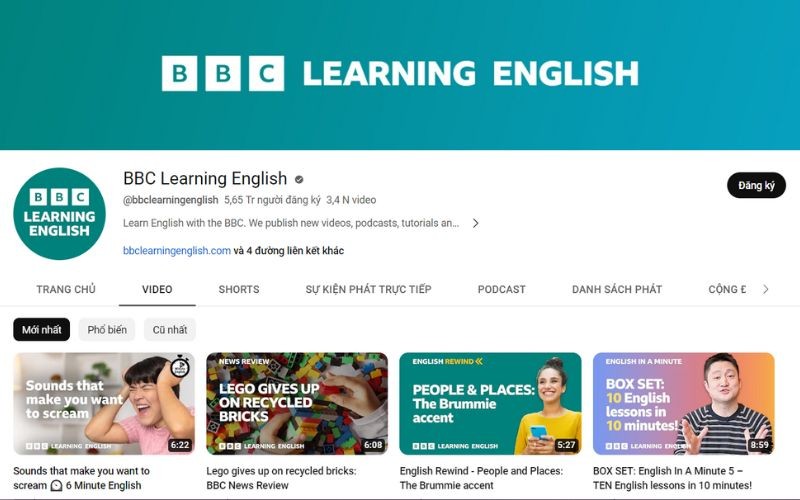 BBC LEARNING ENGLISH
BBC Learning English
@bbclearningenglish 5,65 Tr người đăng ký 3,4 N video
Learn English with the BBC. We publish new videos, podcasts, tutorials an...
bbclearningenglish.com và 4 đường liên kết khác
Đăng ký
BBC
LEARNING
ENGLISH
TRANG CHỦ VIDEO SHORTS SỰ KIỆN PHÁT TRỰC TIẾP PODCAST DANH SÁCH PHÁT CỘNG Đ
Mới nhất Phổ biến Cũ nhất
Sounds that
make you want
to scream
BBC LEARNING ENGLISH
6:22
NEWS REVIEW
LEGO GIVES UP
ON RECYCLED
BRICKS
BBC LEARNING ENGLISH
6:08
ENGLISH REWIND
PEOPLE & PLACES:
The Brummie
accent
BBC LEARNING ENGLISH
5:27
ENGLISH IN A MINUTE
BOX SET:
10 English
lessons in
10 minutes!
BBC LEARNING ENGLISH
8:59
Sounds that make you want to
scream 6 Minute English
Lego gives up on recycled bricks:
BBC News Review
English Rewind - People and Places:
The Brummie accent
BOX SET: English In A Minute 5 –
TEN English lessons in 10 minutes!